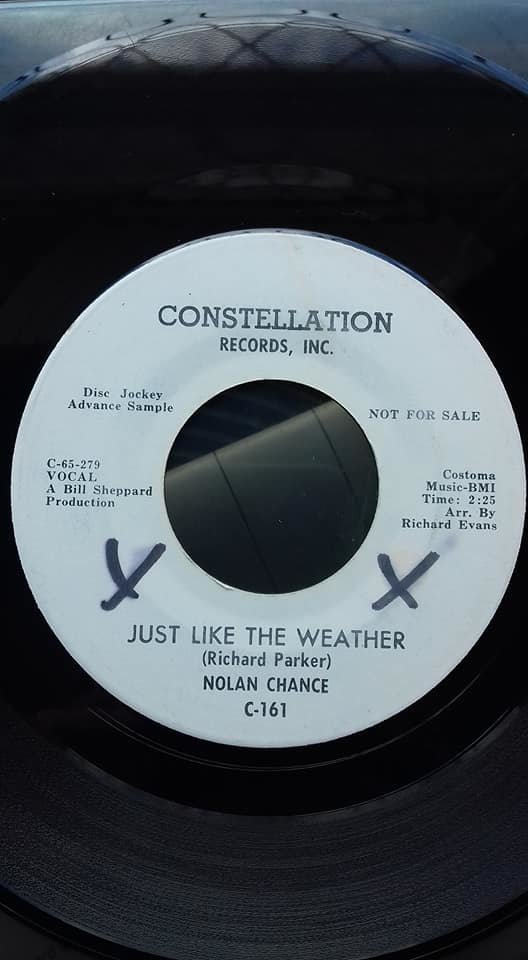 CONSTELLATION
RECORDS, INC.
Disc Jockey
Advance Sample
NOT FOR SALE
C-65-279
VOCAL
A Bill Sheppard
Production
Costoma
Music-BMI
Time: 2:25
Arr. By
Richard Evans
X X
JUST LIKE THE WEATHER
(Richard Parker)
NOLAN CHANCE
C-161